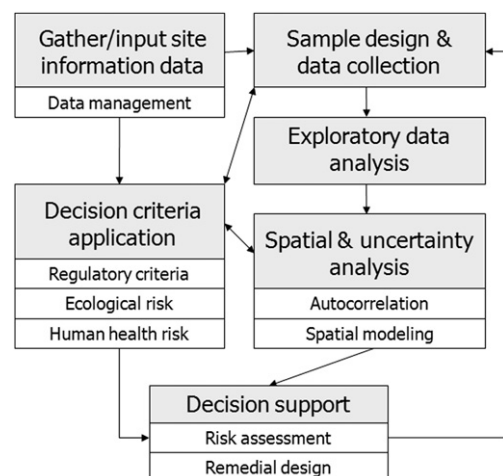 Gather/input site
information data
Data management
Sample design &
data collection
Exploratory data
analysis
Decision criteria
application
Regulatory criteria
Ecological risk
Human health risk
Spatial & uncertainty
analysis
Autocorrelation
Spatial modeling
Decision support
Risk assessment
Remedial design